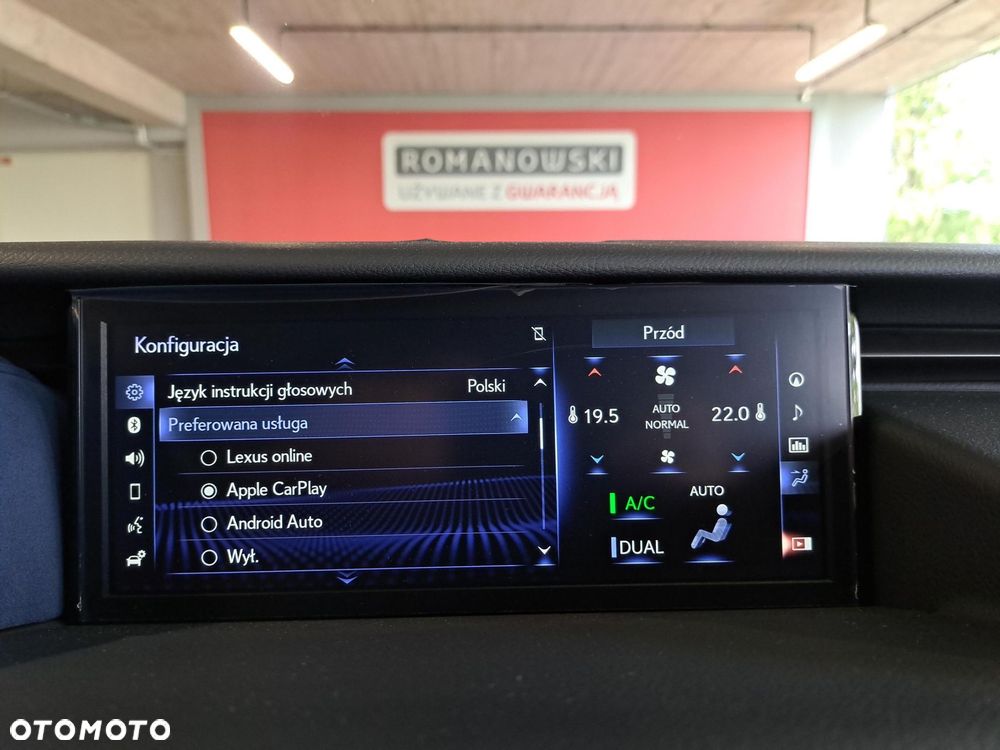 ROMANOWSKI
UŻYWANE Z GWARANCJĄ
Konfiguracja
Język instrukcji głosowych Polski
Preferowana usługa
Lexus online
Apple CarPlay
Android Auto
Wył.
Przód
19.5
AUTO
NORMAL
22.0
A/C
AUTO
DUAL
OTOMOTO